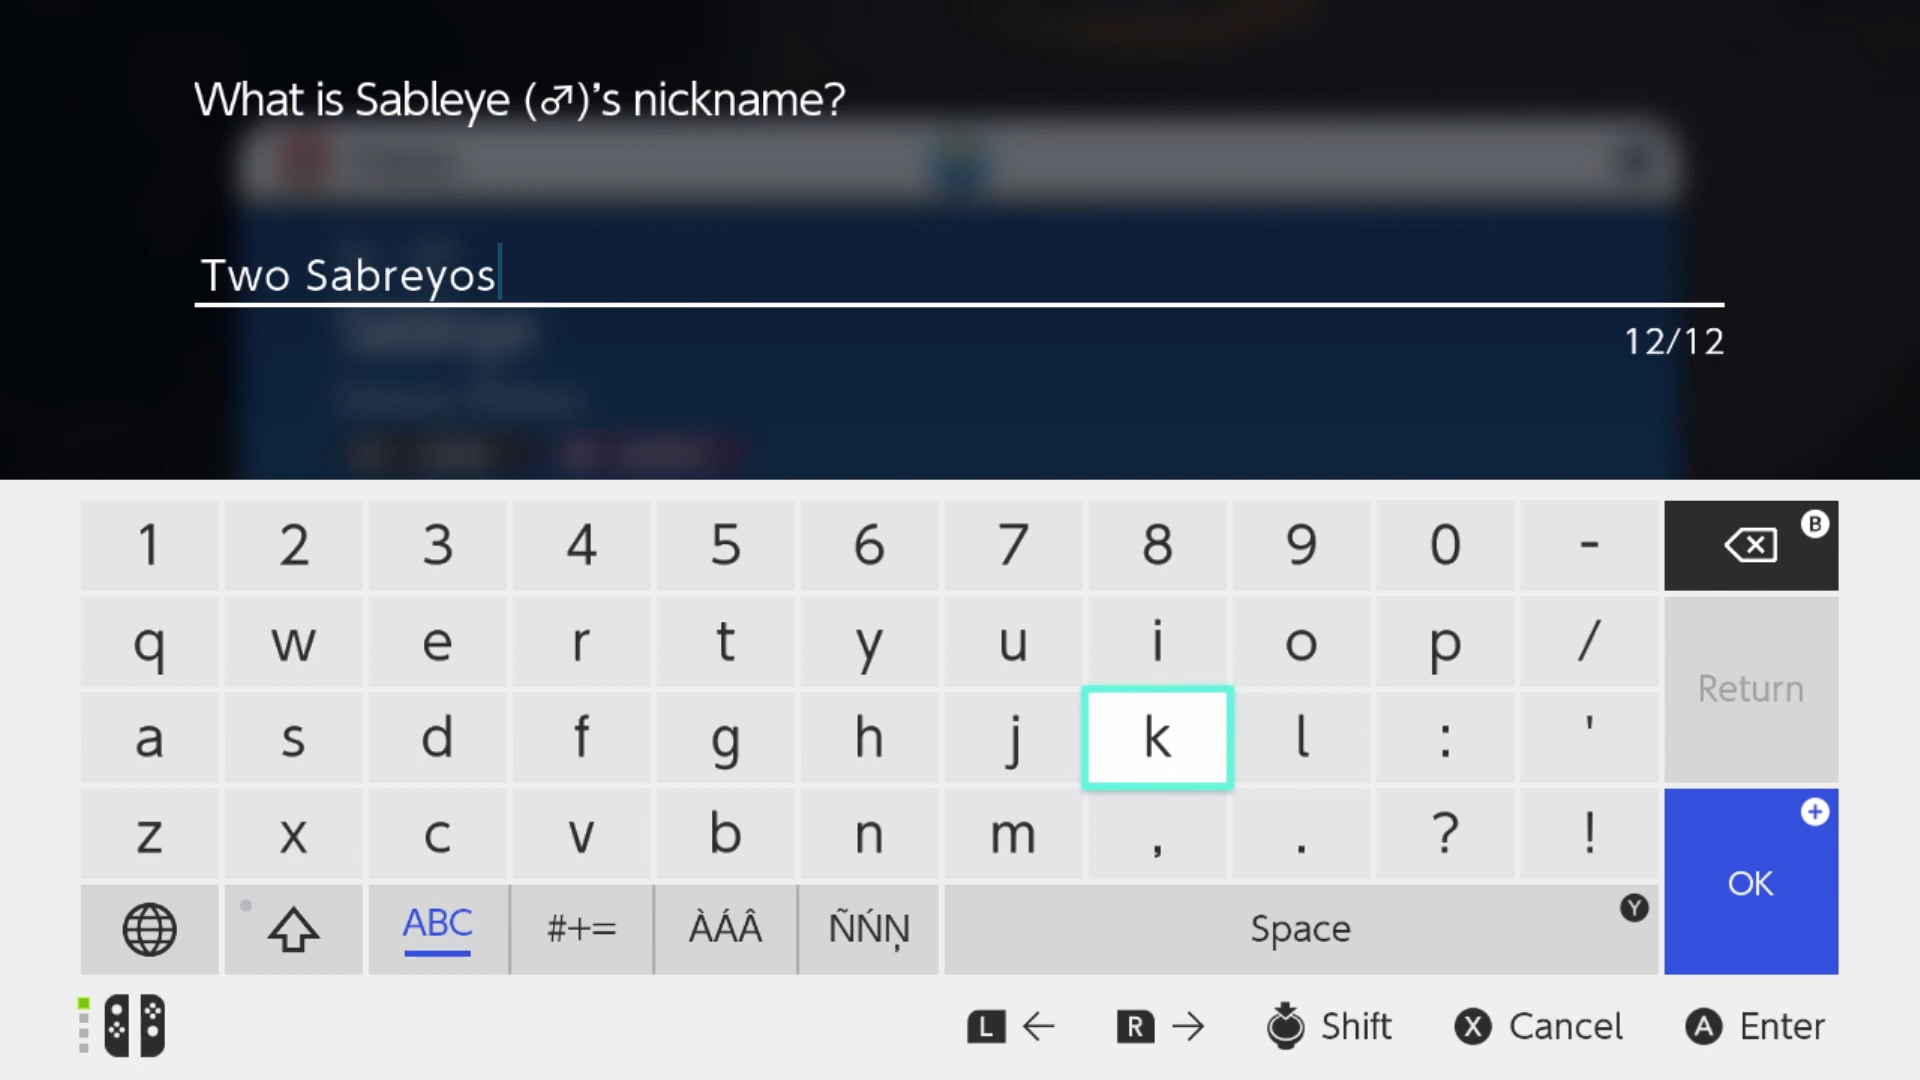 What is Sableye (♂)'s nickname?
Two Sabreyos
12/12
1 2 3 4 5 6 7 8 9 0 - B
q w e r t y u i o p /
Return
a s d f g h j k l : '
z x c v b n m , . ? ! +
OK
ABC #+= ÀÁÂ ÑŃŅ Space Y
L ← R → Shift X Cancel A Enter